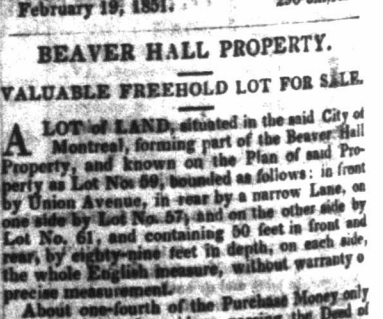 February 19, 1851.
BEAVER HALL PROPERTY.
VALUABLE FREEHOLD LOT FOR SALE.
A LOT of LAND, situated in the said City of
Montreal, forming part of the Beaver Hall
Property, and known on the Plan of said Pro-
perty as Lot No. 59, bounded as follows: in front
by Union Avenue, in rear by a narrow Lane, on
one side by Lot No. 57, and on the other side by
Lot No. 61, and containing 50 feet in front and
rear, by eighty-nine feet in depth, on each side,
the whole English measure, without warranty o
precise measurement.
About one-fourth of the Purchase Money only
the Deed of